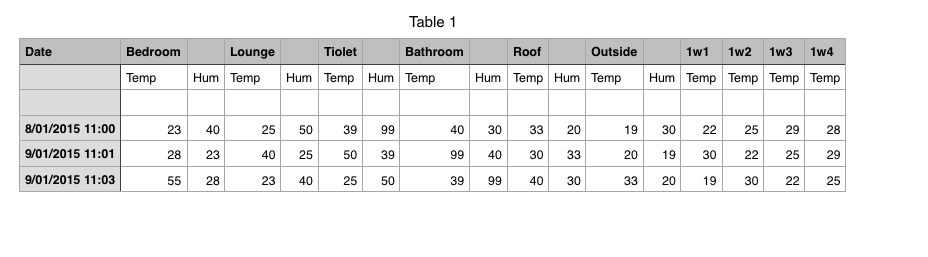 Table 1
Date Bedroom Lounge Tiolet Bathroom Roof Outside 1w1 1w2 1w3 1w4
Temp Hum Temp Hum Temp Hum Temp Hum Temp Hum Temp Hum Temp Temp Temp Temp
8/01/2015 11:00 23 40 25 50 39 99 40 30 33 20 19 30 22 25 29 28
9/01/2015 11:01 28 23 40 25 50 39 99 40 30 33 20 19 30 22 25 29
9/01/2015 11:03 55 28 23 40 25 50 39 99 40 30 33 20 19 30 22 25